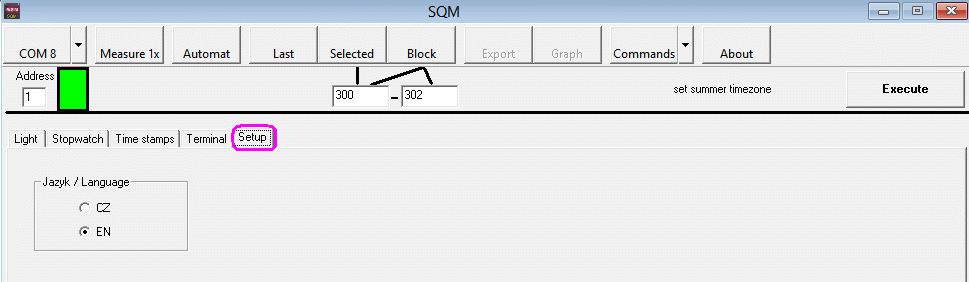 SQM
COM 8 Measure 1x Automat Last Selected Block Export Graph Commands About
Address
1 300 – 302 set summer timezone Execute
Light Stopwatch Time stamps Terminal Setup
Jazyk / Language
CZ
EN